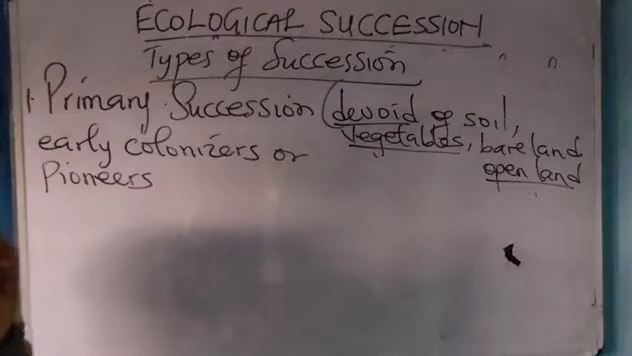 ECOLOGICAL SUCCESSION
Types of Succession " "
1. Primary Succession (devoid of soil,
early colonizers or vegetables, bare land
Pioneers open land